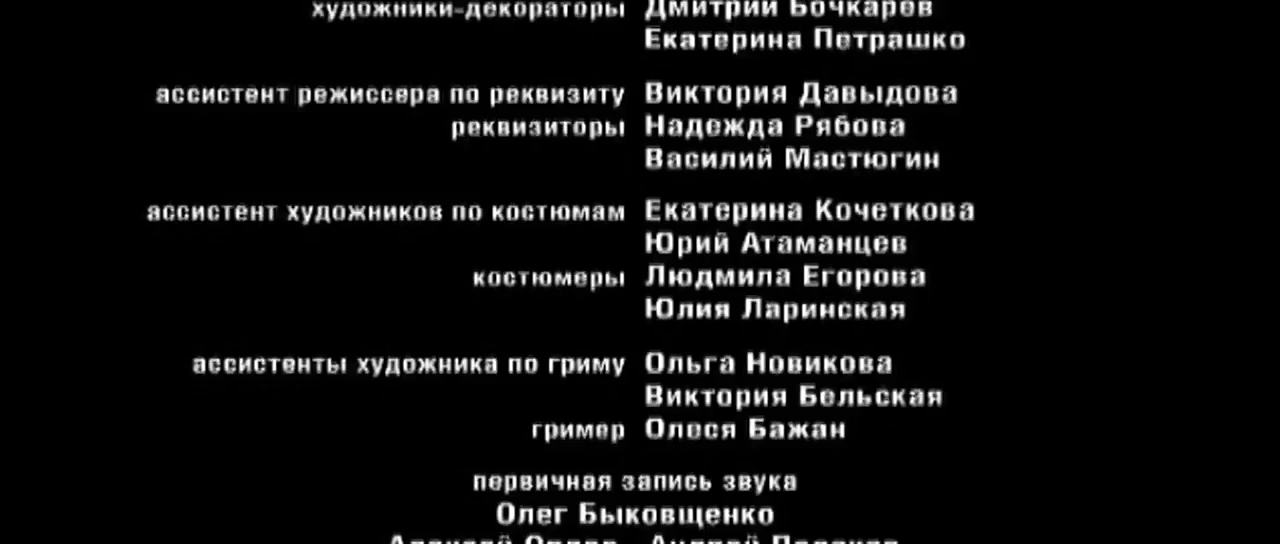 художники-декораторы Дмитрий Бочкарев
Екатерина Петрашко
ассистент режиссера по реквизиту Виктория Давыдова
реквизиторы Надежда Рябова
Василий Мастюгин
ассистент художников по костюмам Екатерина Кочеткова
Юрий Атаманцев
костюмеры Людмила Егорова
Юлия Ларинская
ассистенты художника по гриму Ольга Новикова
Виктория Бельская
гример Олеся Бажан
первичная запись звука
Олег Быковщенко
Алексей Андрей